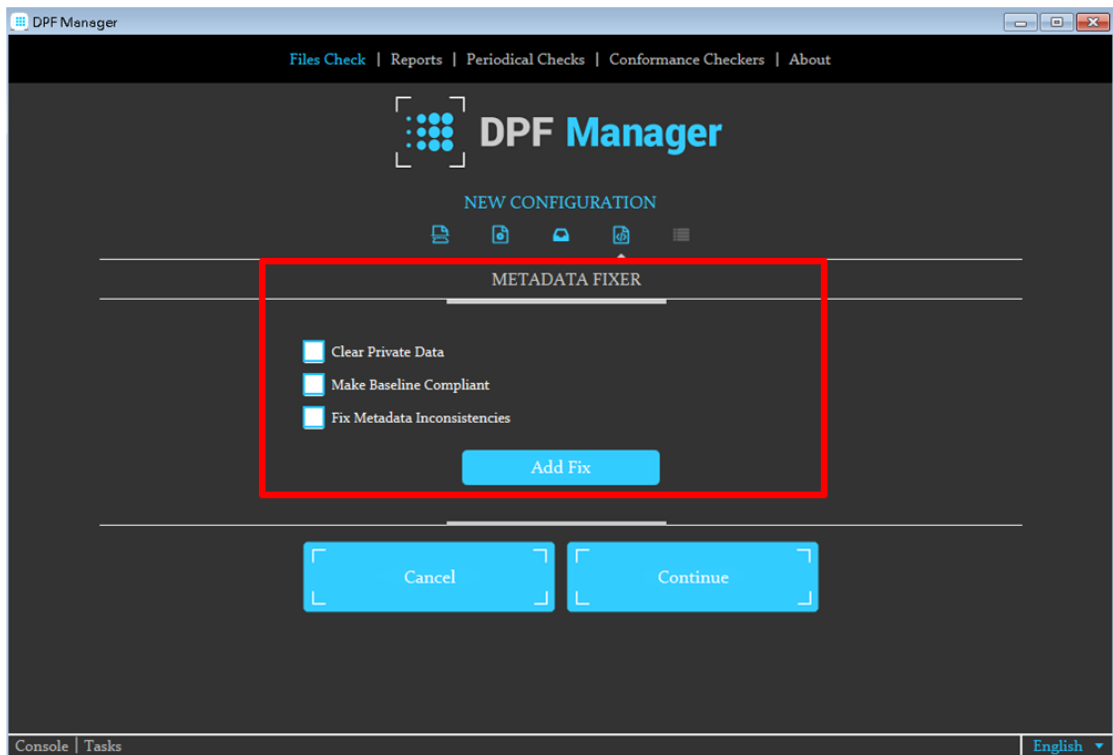 DPF Manager
Files Check | Reports | Periodical Checks | Conformance Checkers | About
DPF Manager
NEW CONFIGURATION
METADATA FIXER
Clear Private Data
Make Baseline Compliant
Fix Metadata Inconsistencies
Add Fix
Cancel Continue
Console | Tasks English